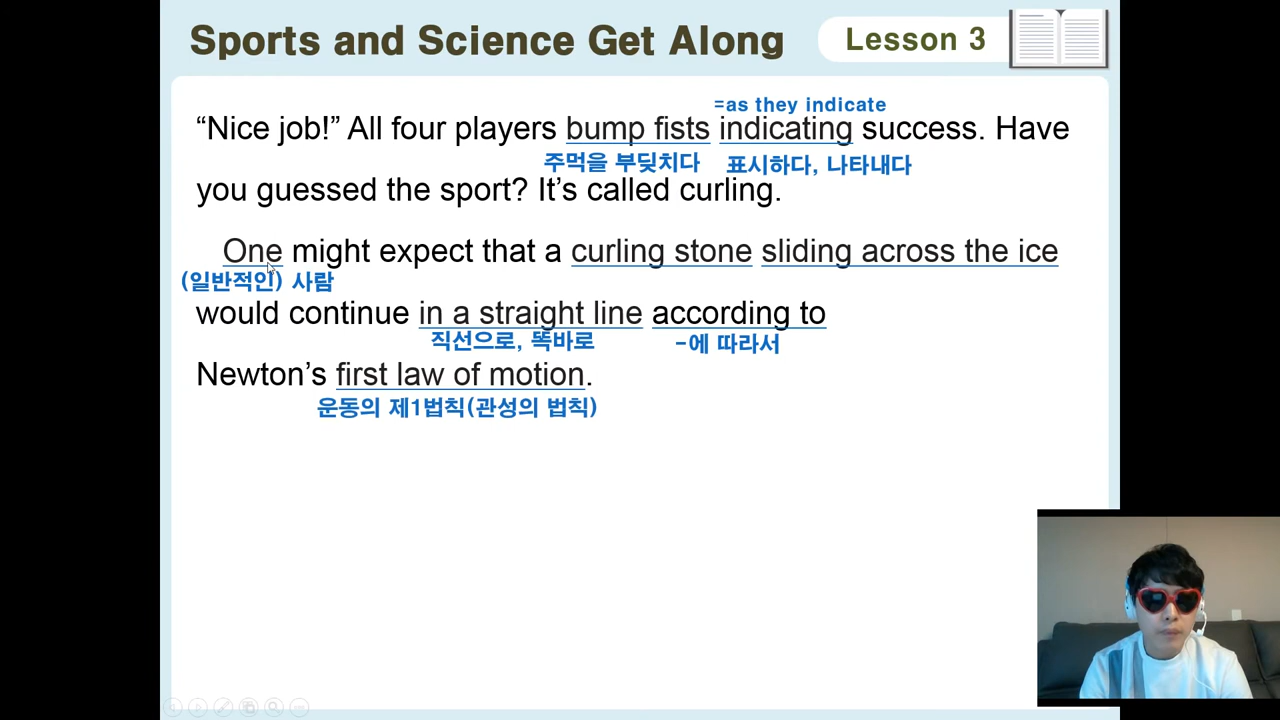 Sports and Science Get Along
Lesson 3
=as they indicate
“Nice job!” All four players bump fists indicating success. Have
주먹을 부딪치다 표시하다, 나타내다
you guessed the sport? It’s called curling.
One might expect that a curling stone sliding across the ice
(일반적인) 사람
would continue in a straight line according to
직선으로, 똑바로 -에 따라서
Newton’s first law of motion.
운동의 제1법칙(관성의 법칙)